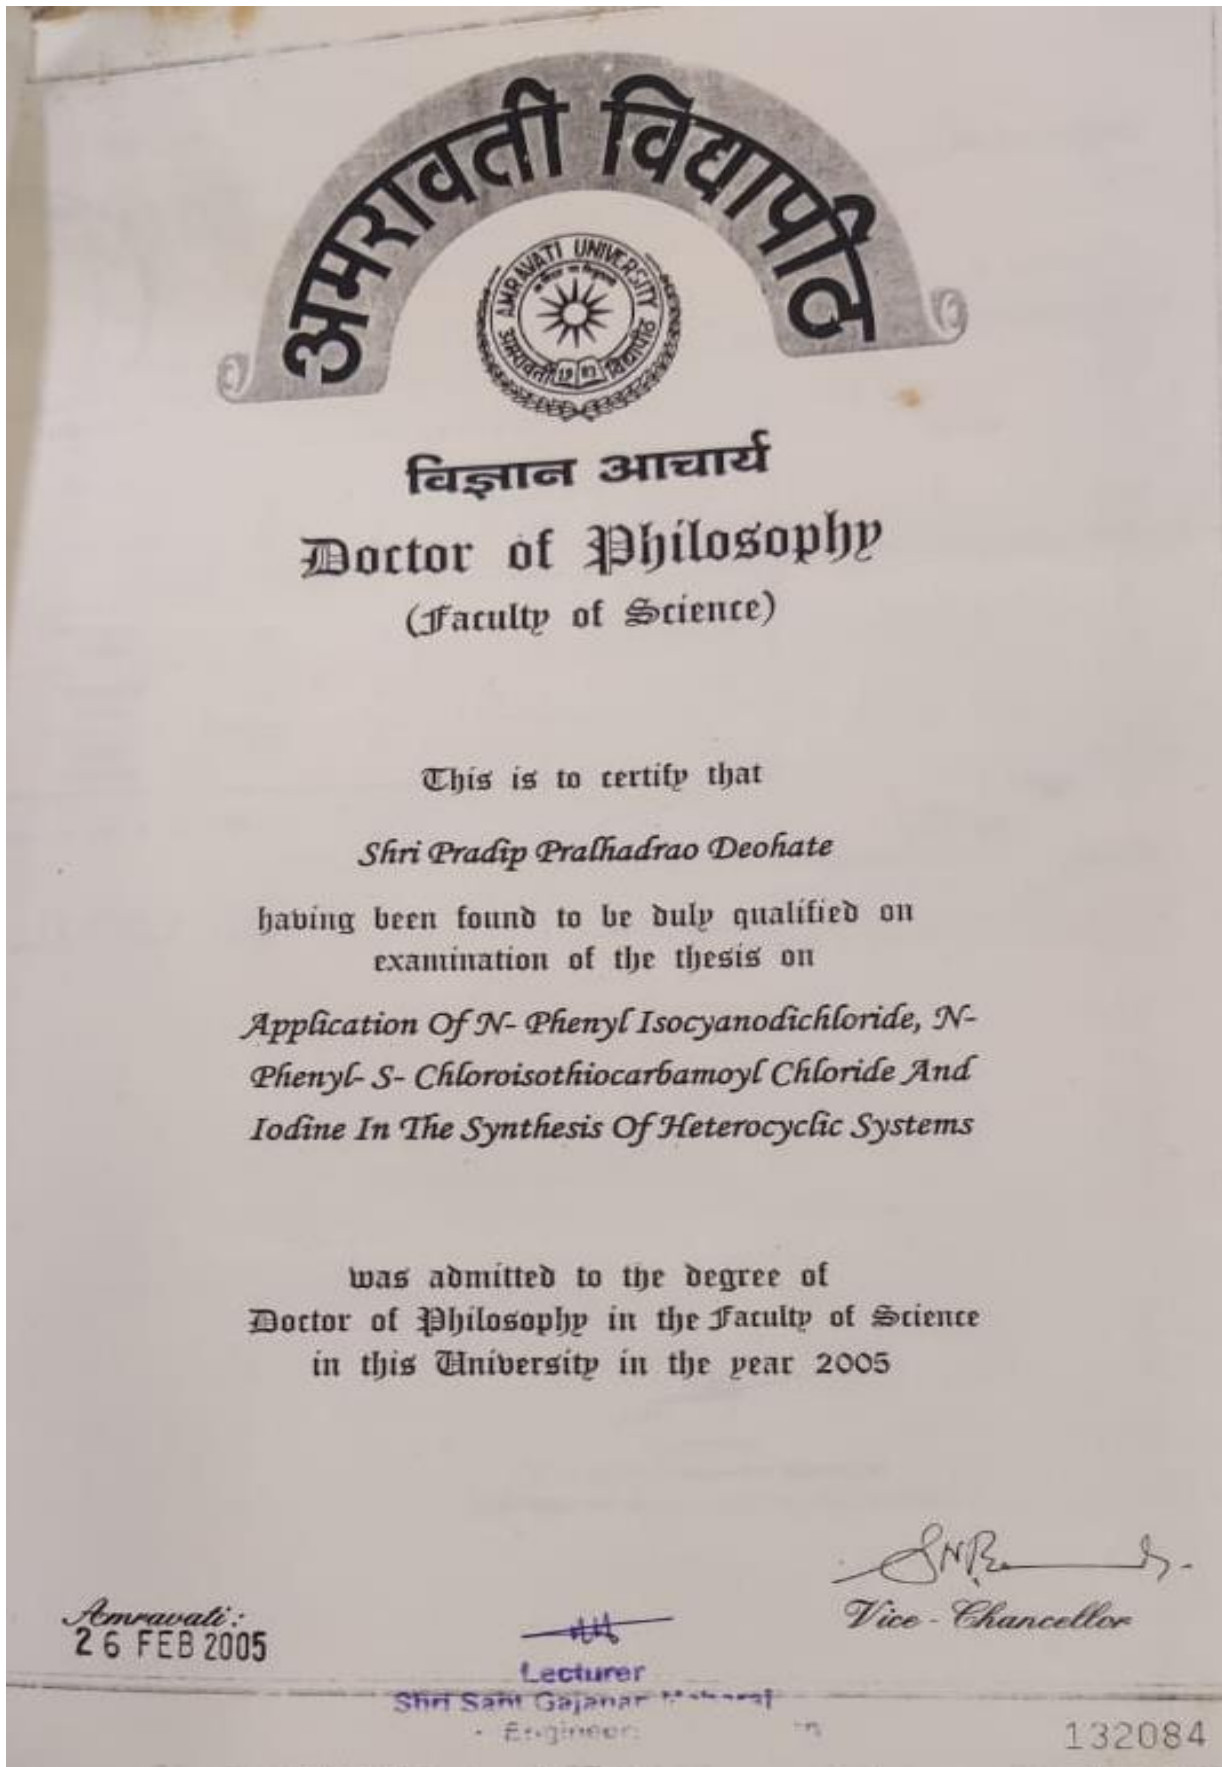 अमरावती विद्यापीठ
AMRAVATI UNIVERSITY
अमरावती विद्यापीठ
1983
विज्ञान आचार्य
Doctor of Philosophy
(Faculty of Science)
This is to certify that
Shri Pradip Pralhadrao Deohate
having been found to be duly qualified on
examination of the thesis on
Application Of N- Phenyl Isocyanodichloride, N-
Phenyl- S- Chloroisothiocarbamoyl Chloride And
Iodine In The Synthesis Of Heterocyclic Systems
was admitted to the degree of
Doctor of Philosophy in the Faculty of Science
in this University in the year 2005
Vice - Chancellor
Amravati :
26 FEB 2005
Lecturer
Shri Sant Gajanan
132084